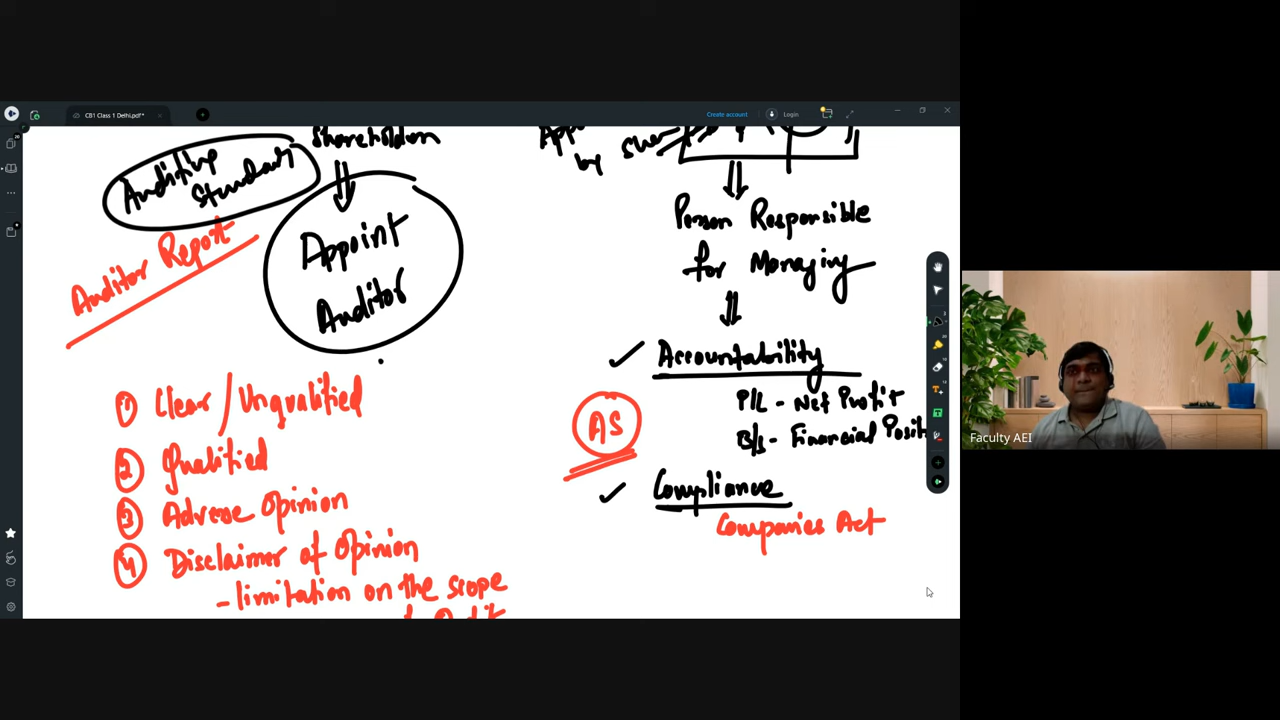 CB1 Class 1 Delhi.pdf*
Create account
Login
Shareholders
Auditing
Standards
Auditor Report
Appoint
Auditor
1 Clear / Unqualified
2 Qualified
3 Adverse Opinion
4 Disclaimer of Opinion
- limitation on the scope
by
Person Responsible
for Managing
Accountability
P/L - Net Profit
B/S - Financial Posit
AS
Compliance
Companies Act
Faculty AEI